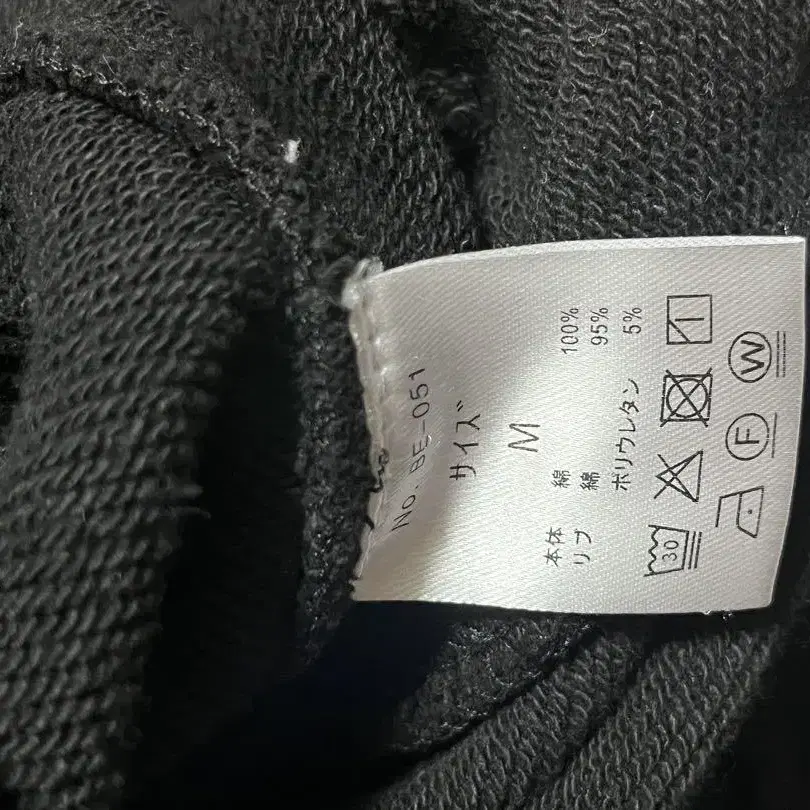 No. BE-051
サイズ
M
本体 綿 100%
リブ 綿 95%
ポリウレタン 5%
30
F W